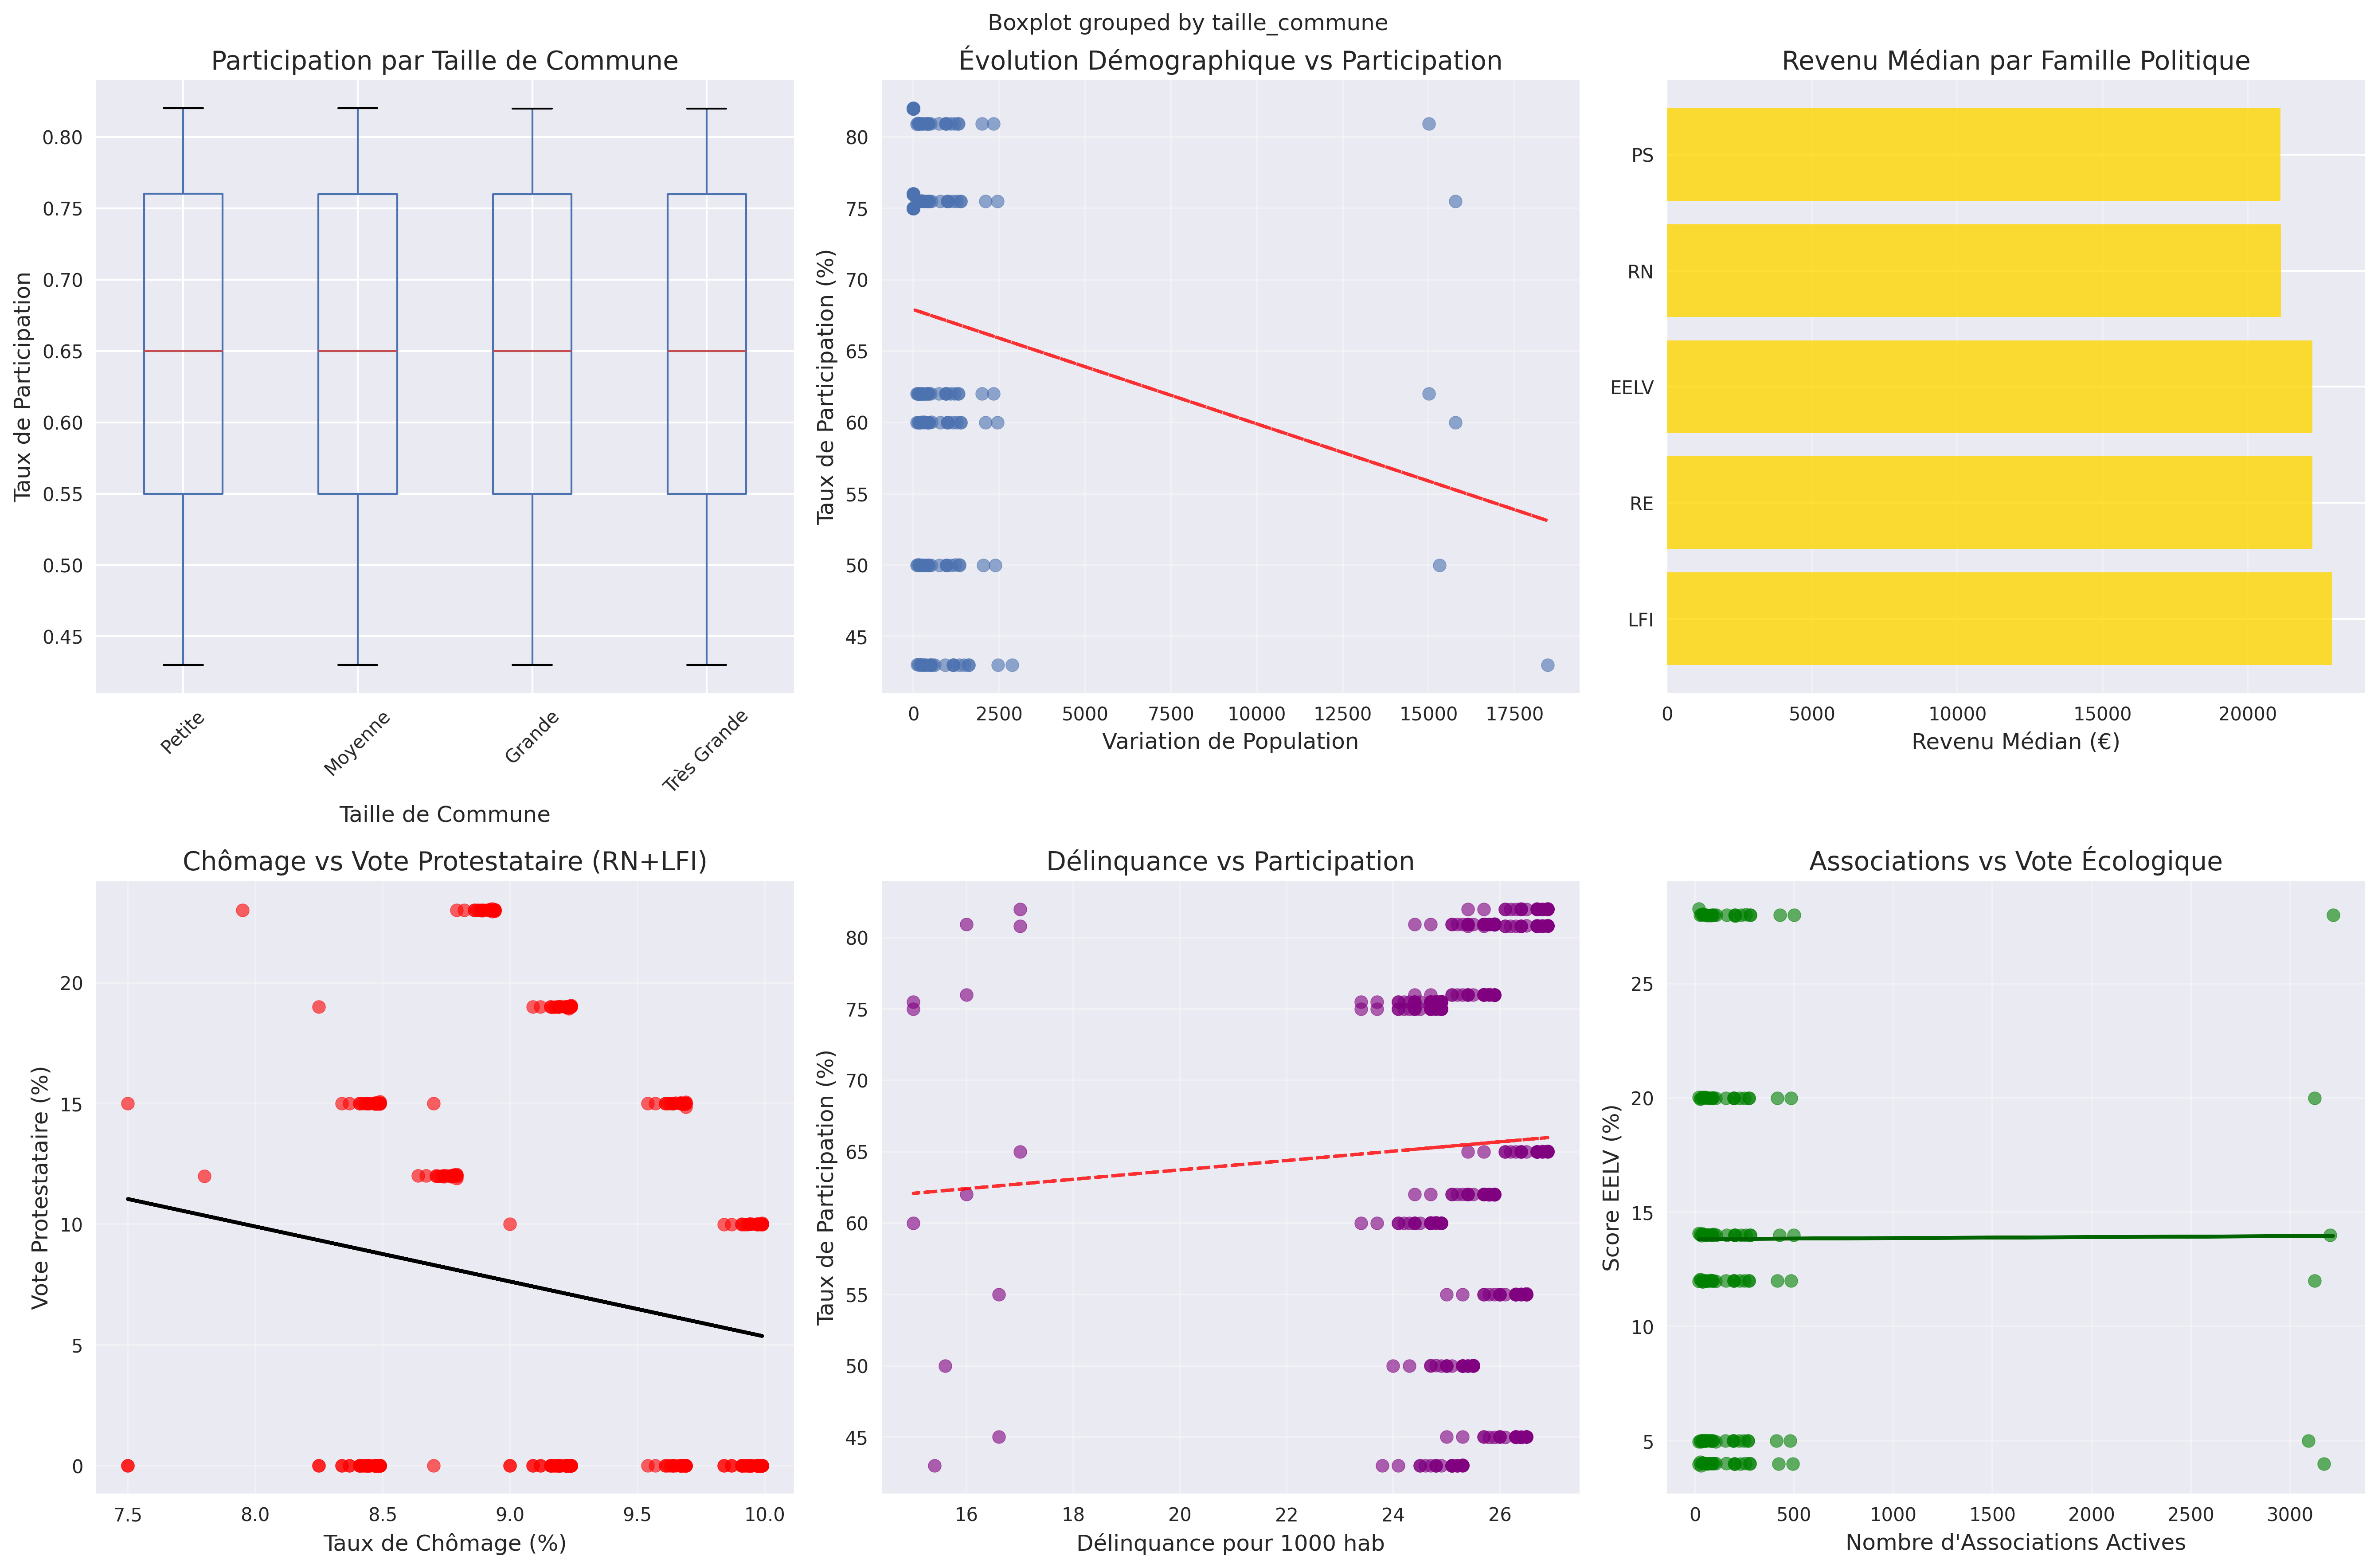 Boxplot grouped by taille_commune
Participation par Taille de Commune
Taux de Participation
0.80
0.75
0.70
0.65
0.60
0.55
0.50
0.45
Petite
Moyenne
Grande
Très Grande
Taille de Commune
Évolution Démographique vs Participation
Taux de Participation (%)
80
75
70
65
60
55
50
45
0 2500 5000 7500 10000 12500 15000 17500
Variation de Population
Revenu Médian par Famille Politique
PS
RN
EELV
RE
LFI
0 5000 10000 15000 20000
Revenu Médian (€)
Chômage vs Vote Protestataire (RN+LFI)
Vote Protestataire (%)
20
15
10
5
0
7.5 8.0 8.5 9.0 9.5 10.0
Taux de Chômage (%)
Délinquance vs Participation
Taux de Participation (%)
80
75
70
65
60
55
50
45
16 18 20 22 24 26
Délinquance pour 1000 hab
Associations vs Vote Écologique
Score EELV (%)
25
20
15
10
5
0 500 1000 1500 2000 2500 3000
Nombre d'Associations Actives